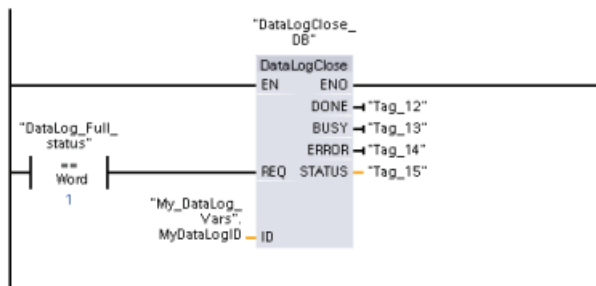 "DataLogClose_
DB"
DataLogClose
EN ENO
DONE "Tag_12"
BUSY "Tag_13"
"DataLog_Full_
status"
ERROR "Tag_14"
==
Word
1
REQ STATUS "Tag_15"
"My_DataLog_
Vars".
MyDataLogID ID